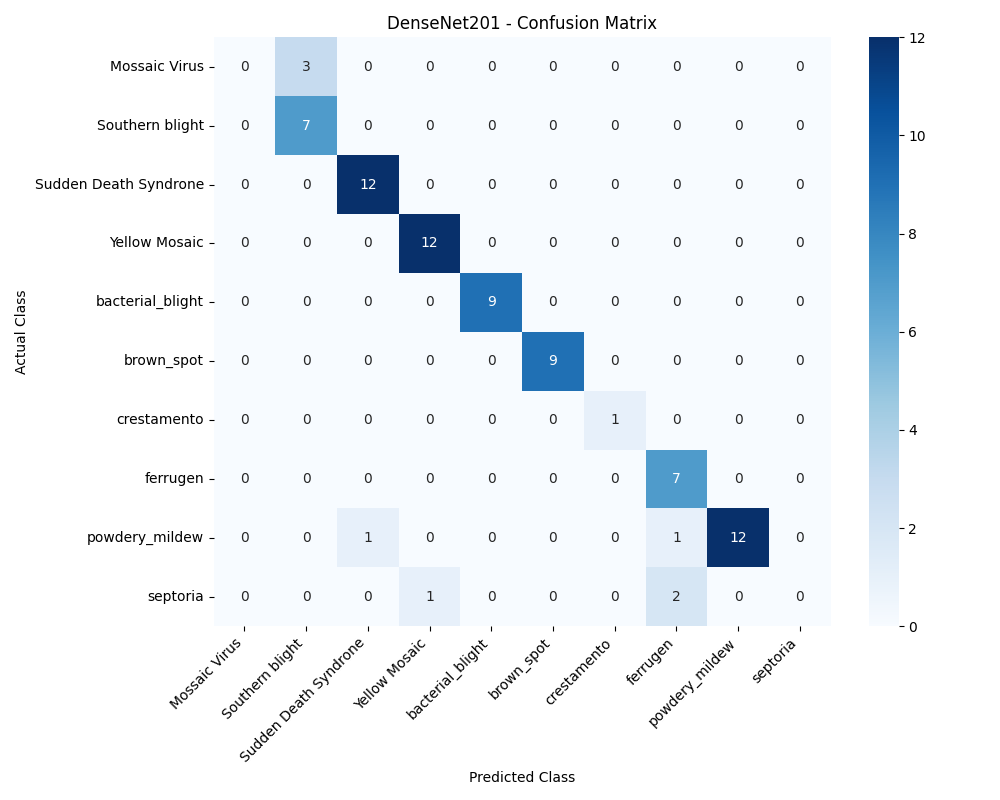 DenseNet201 - Confusion Matrix
Mossaic Virus 0 3 0 0 0 0 0 0 0 0
Southern blight 0 7 0 0 0 0 0 0 0 0
Sudden Death Syndrome 0 0 12 0 0 0 0 0 0 0
Yellow Mosaic 0 0 0 12 0 0 0 0 0 0
bacterial_blight 0 0 0 0 9 0 0 0 0 0
brown_spot 0 0 0 0 0 9 0 0 0 0
crestamento 0 0 0 0 0 0 1 0 0 0
ferrugen 0 0 0 0 0 0 0 7 0 0
powdery_mildew 0 0 1 0 0 0 0 1 12 0
septoria 0 0 0 1 0 0 0 2 0 0
Actual Class
Mossaic Virus
Southern blight
Sudden Death Syndrome
Yellow Mosaic
bacterial_blight
brown_spot
crestamento
ferrugen
powdery_mildew
septoria
Predicted Class
12
10
8
6
4
2
0